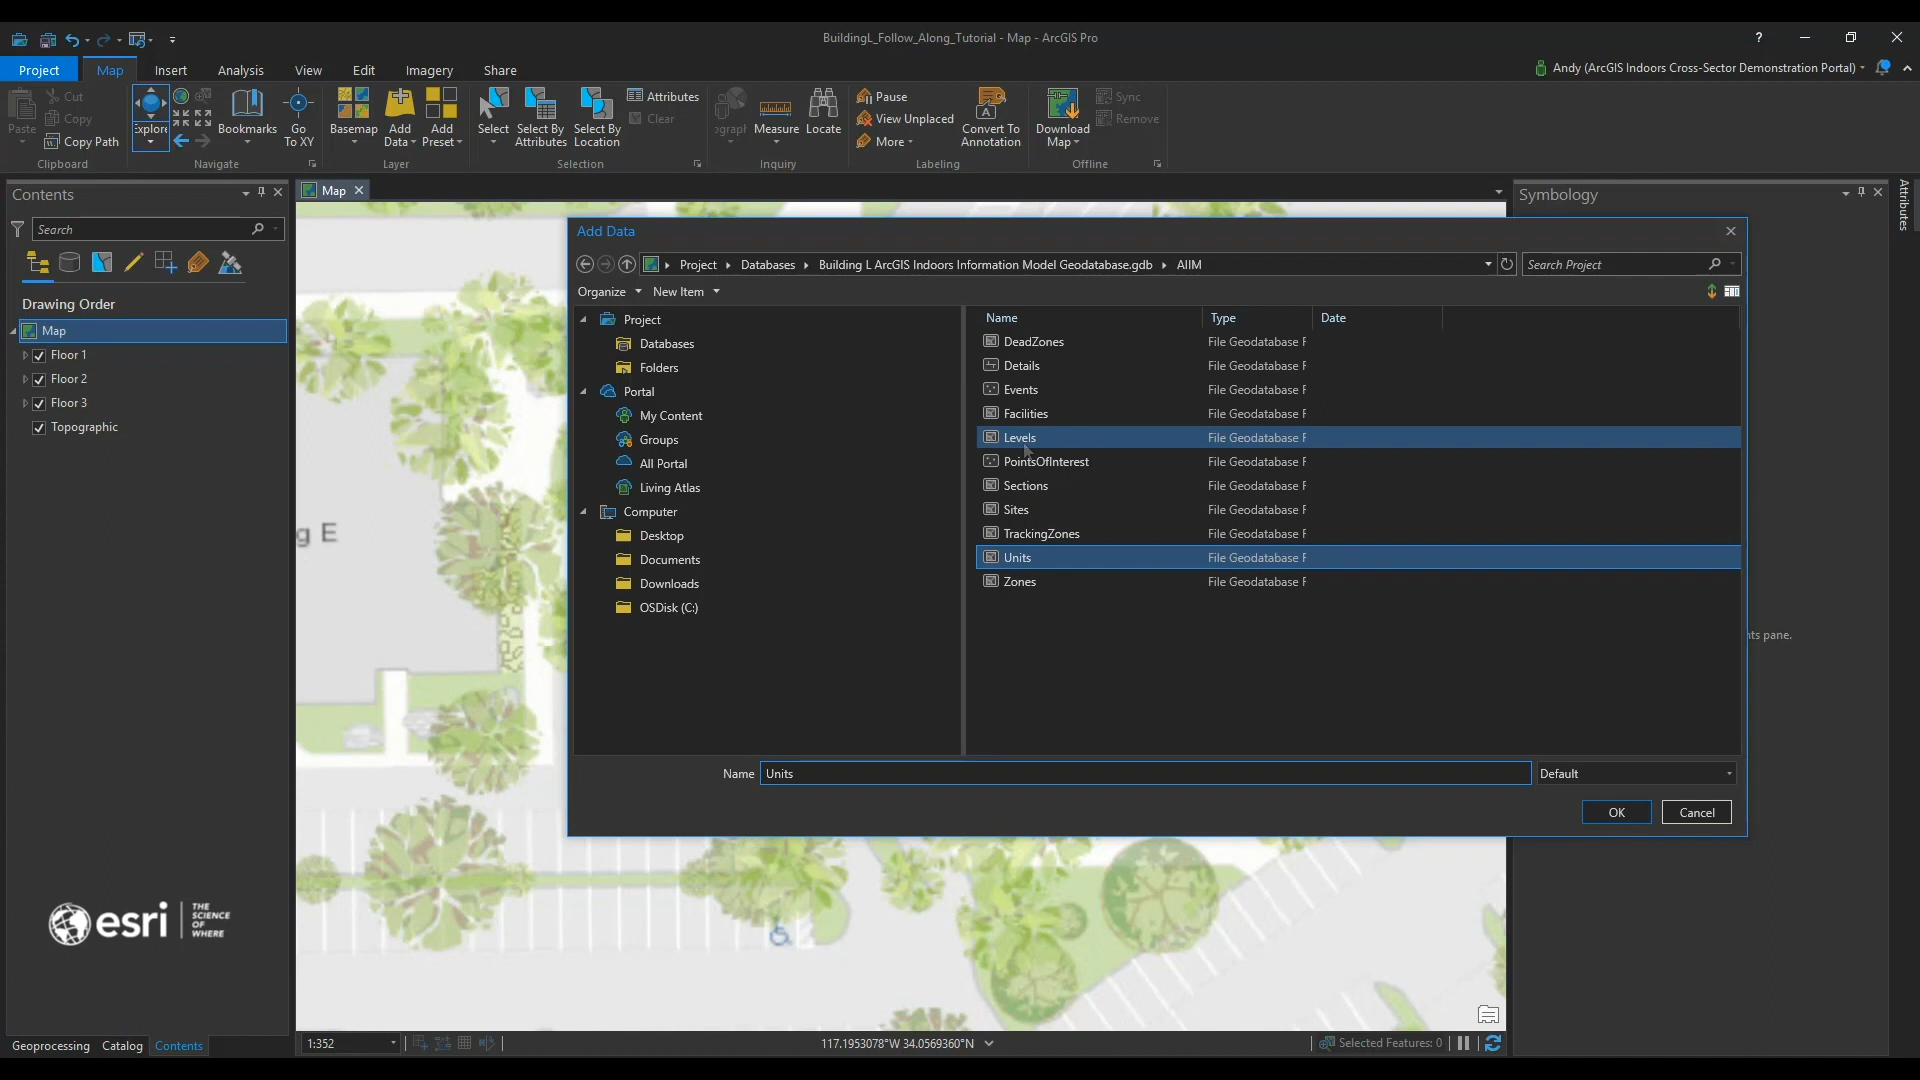 BuildingL_Follow_Along_Tutorial - Map - ArcGIS Pro
?
Project Map Insert Analysis View Edit Imagery Share
Andy (ArcGIS Indoors Cross-Sector Demonstration Portal)
Paste
Cut
Copy
Copy Path
Clipboard
Explore
Bookmarks
Go To XY
Navigate
Basemap
Add Data
Add Preset
Layer
Select
Select By Attributes
Select By Location
Attributes
Clear
Selection
Measure
Locate
Inquiry
Pause
View Unplaced
More
Convert To Annotation
Labeling
Download Map
Sync
Remove
Offline
Contents
Search
Drawing Order
Map
Floor 1
Floor 2
Floor 3
Topographic
esri THE SCIENCE OF WHERE
Geoprocessing Catalog Contents
Map
g E
Add Data
Project Databases Building L ArcGIS Indoors Information Model Geodatabase.gdb AIIM
Search Project
Organize New Item
Project
Databases
Folders
Portal
My Content
Groups
All Portal
Living Atlas
Computer
Desktop
Documents
Downloads
OSDisk (C:)
Name Type Date
DeadZones File Geodatabase F
Details File Geodatabase F
Events File Geodatabase F
Facilities File Geodatabase F
Levels File Geodatabase F
PointsOfInterest File Geodatabase F
Sections File Geodatabase F
Sites File Geodatabase F
TrackingZones File Geodatabase F
Units File Geodatabase F
Zones File Geodatabase F
Name Units Default
OK Cancel
Symbology
nts pane.
Attributes
1:352
117.1953078°W 34.0569360°N
Selected Features: 0